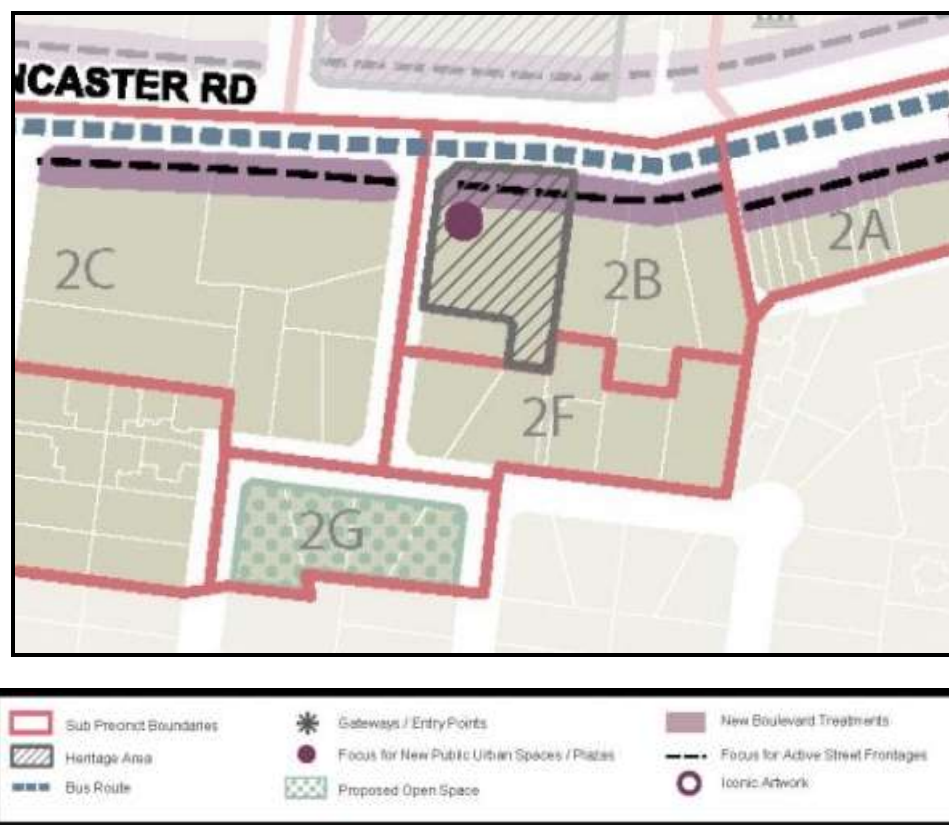 NCASTER RD
2C
2B
2A
2F
2G
Sub Precinct Boundaries
Heritage Area
Bus Route
Gateways / Entry Points
Focus for New Public Urban Spaces / Plazas
Proposed Open Space
New Boulevard Treatments
Focus for Active Street Frontages
Iconic Artwork